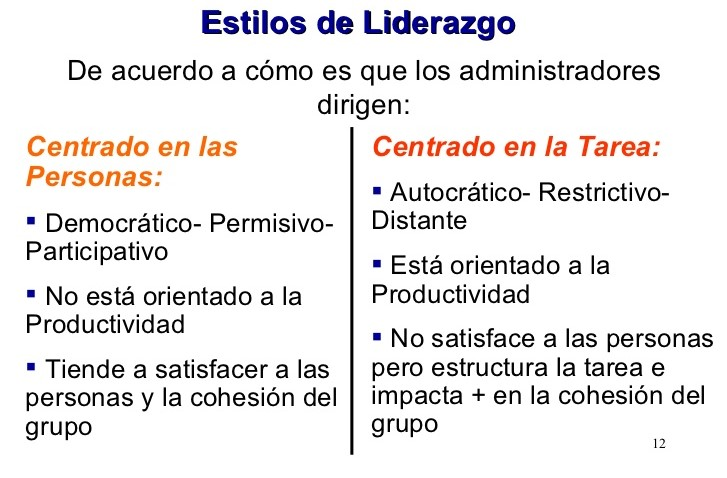 Estilos de Liderazgo
De acuerdo a cómo es que los administradores
dirigen:
Centrado en las
Personas:
▪ Democrático- Permisivo-
Participativo
▪ No está orientado a la
Productividad
▪ Tiende a satisfacer a las
personas y la cohesión del
grupo
Centrado en la Tarea:
▪ Autocrático- Restrictivo-
Distante
▪ Está orientado a la
Productividad
▪ No satisface a las personas
pero estructura la tarea e
impacta + en la cohesión del
grupo
12